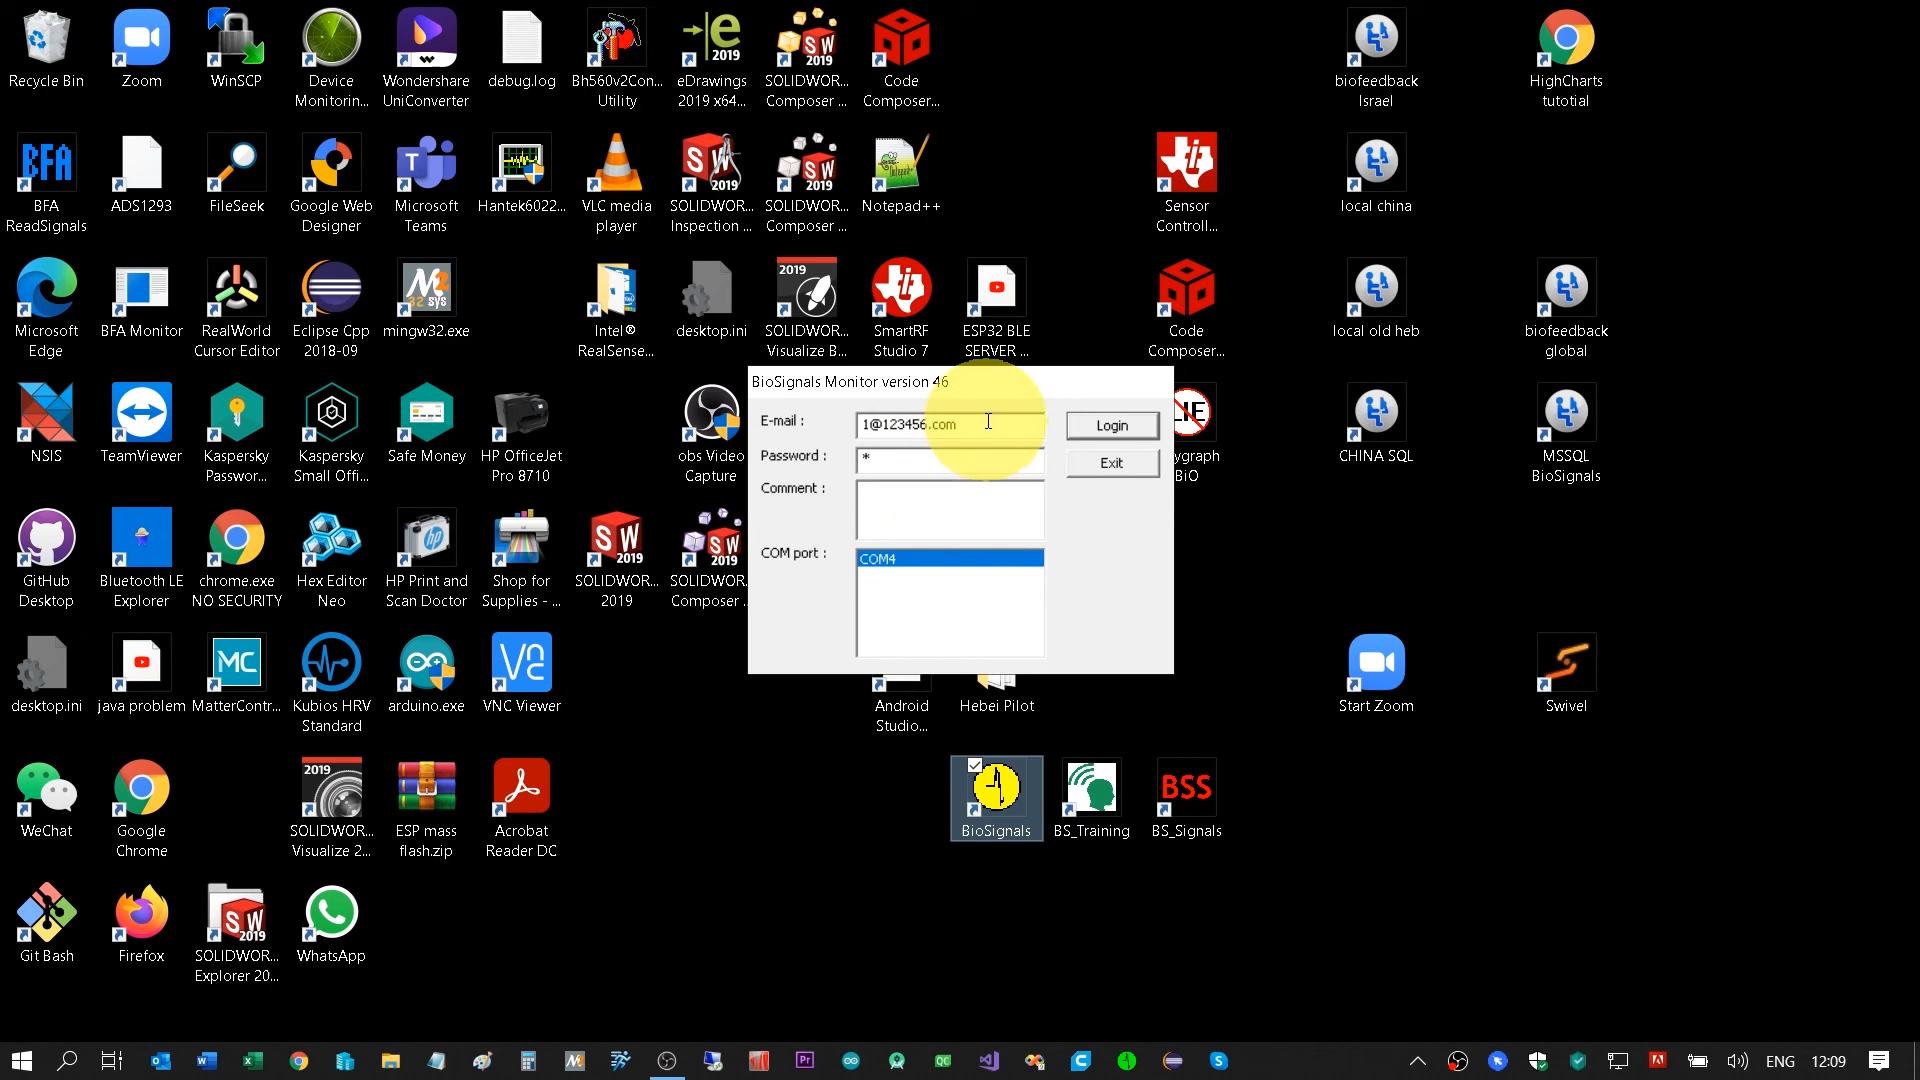 Recycle Bin
Zoom
WinSCP
Device
Monitorin...
Wondershare
UniConverter
debug.log
Bh560v2Con...
Utility
eDrawings
2019 x64...
SOLIDWOR...
Composer ...
Code
Composer...
biofeedback
Israel
HighCharts
tutotial
BFA
ReadSignals
ADS1293
FileSeek
Google Web
Designer
Microsoft
Teams
Hantek6022...
VLC media
player
SOLIDWOR...
Inspection ...
SOLIDWOR...
Composer ...
Notepad++
Sensor
Controll...
local china
Microsoft
Edge
BFA Monitor
RealWorld
Cursor Editor
Eclipse Cpp
2018-09
mingw32.exe
Intel®
RealSense...
desktop.ini
SOLIDWOR...
Visualize B...
SmartRF
Studio 7
ESP32 BLE
SERVER ...
Code
Composer...
local old heb
biofeedback
global
BioSignals Monitor version 46
E-mail :
1@123456.com
Login
Password :
*
Exit
Comment :
COM port :
COM4
NSIS
TeamViewer
Kaspersky
Passwor...
Kaspersky
Small Offi...
Safe Money
HP OfficeJet
Pro 8710
obs Video
Capture
ygraph
BiO
CHINA SQL
MSSQL
BioSignals
GitHub
Desktop
Bluetooth LE
Explorer
chrome.exe
NO SECURITY
Hex Editor
Neo
HP Print and
Scan Doctor
Shop for
Supplies - ...
SOLIDWOR...
2019
SOLIDWOR.
Composer ..
desktop.ini
java problem
MatterContr...
Kubios HRV
Standard
arduino.exe
VNC Viewer
Android
Studio...
Hebei Pilot
Start Zoom
Swivel
WeChat
Google
Chrome
SOLIDWOR...
Visualize 2...
ESP mass
flash.zip
Acrobat
Reader DC
BioSignals
BS_Training
BSS
BS_Signals
Git Bash
Firefox
SOLIDWOR...
Explorer 20...
WhatsApp
ENG
12:09